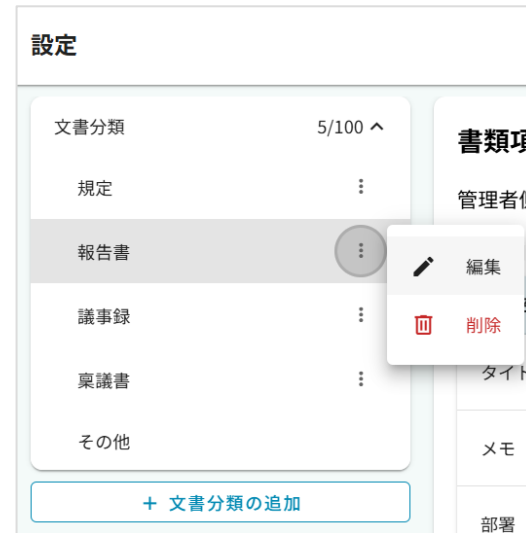 設定
文書分類 5/100
規定
報告書
議事録
稟議書
その他
+ 文書分類の追加
書類項
管理者
編集
削除
タイト
メモ
部署